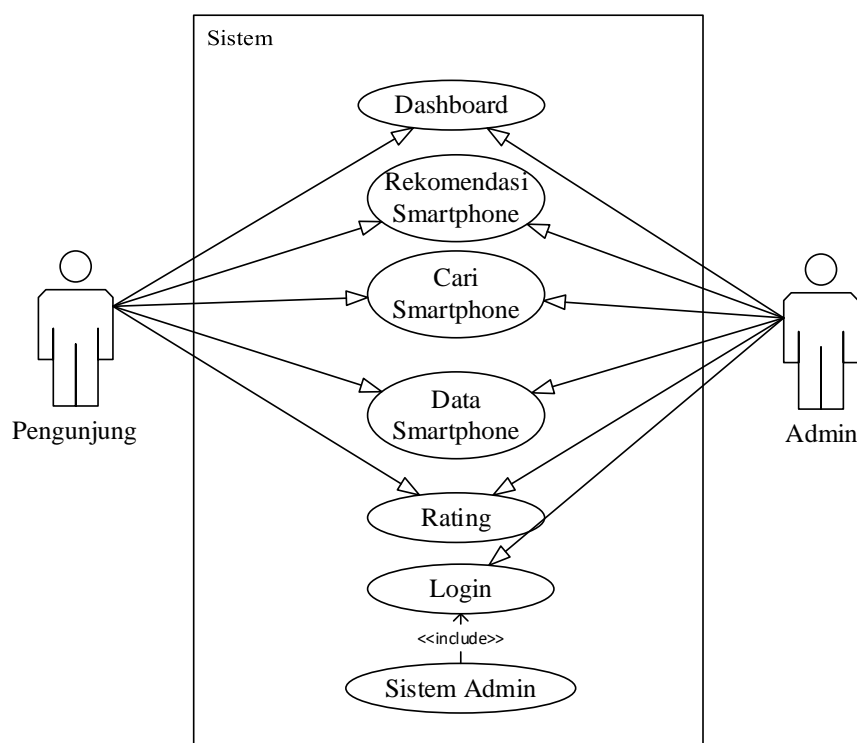 Sistem
Dashboard
Rekomendasi
Smartphone
Cari
Smartphone
Data
Smartphone
Pengunjung
Admin
Rating
Login
<<include>>
Sistem Admin